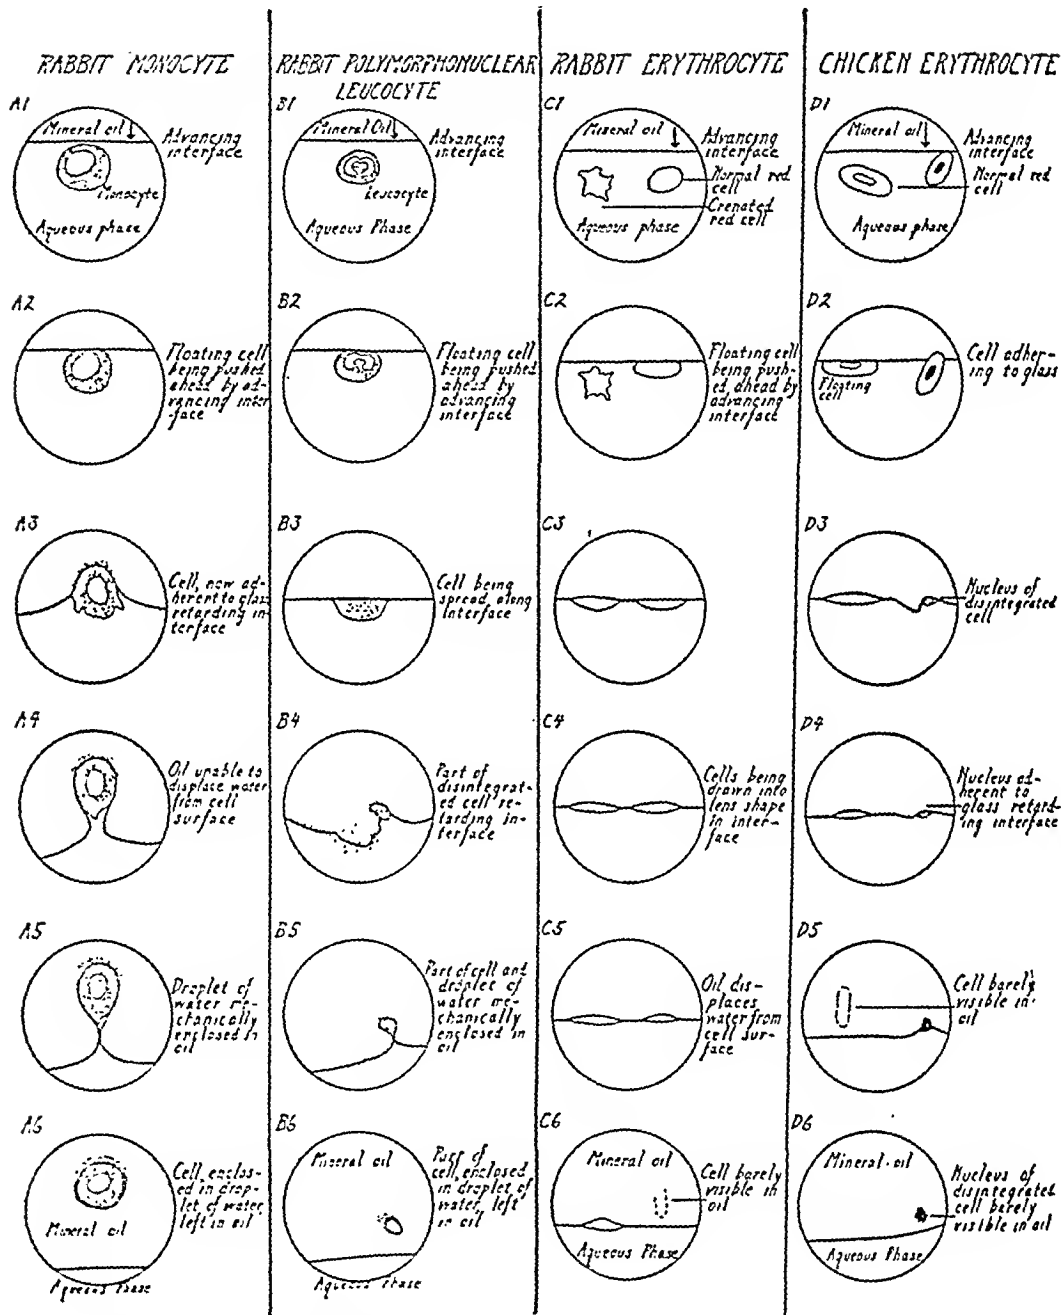 RABBIT MONOCYTE
A1
Mineral oil
Advancing
interface
Monocyte
Aqueous phase
A2
Floating cell
being pushed
ahead by ad-
vancing inter
-face
A3
Cell, now ad-
herent to glass
retarding in-
terface
A4
Oil unable to
displace water
from cell
surface
A5
Droplet of
water me-
chanically
enclosed in
oil
A6
Cell, enclos-
ed in drop-
let of water,
left in oil
Mineral oil
Aqueous Phase
RABBIT POLYMORPHONUCLEAR
LEUCOCYTE
B1
Mineral Oil
Advancing
interface
Leucocyte
Aqueous Phase
B2
Floating cell
being pushed
ahead by
advancing
interface
B3
Cell being
spread along
Interface
B4
Part of
disintegrat-
ed cell re-
tarding in-
terface
B5
Part of cell and
droplet of
water me-
chanically
enclosed in
oil
B6
Mineral oil
Part of
cell, enclosed
in droplet of
water, left
in oil
Aqueous Phase
RABBIT ERYTHROCYTE
C1
Mineral oil
Advancing
interface
Normal red
cell
Crenated
red cell
Aqueous phase
C2
Floating cell
being push-
ed, ahead by
advancing
interface
C3
C4
Cells being
drawn into
lens shape
in inter-
face
C5
Oil dis-
places
water from
cell sur-
face
C6
Mineral oil
Cell barely
visible in
oil
Aqueous Phase
CHICKEN ERYTHROCYTE
D1
Mineral oil
Advancing
interface
Normal red
cell
Aqueous phase
D2
Floating
cell
Cell adher-
ing to glass
D3
Nucleus of
disintegrated
cell
D4
Nucleus ad-
herent to
glass retard-
ing interface
D5
Cell barely
visible in
oil
D6
Mineral oil
Nucleus of
disintegrated
cell barely
visible in oil
Aqueous Phase